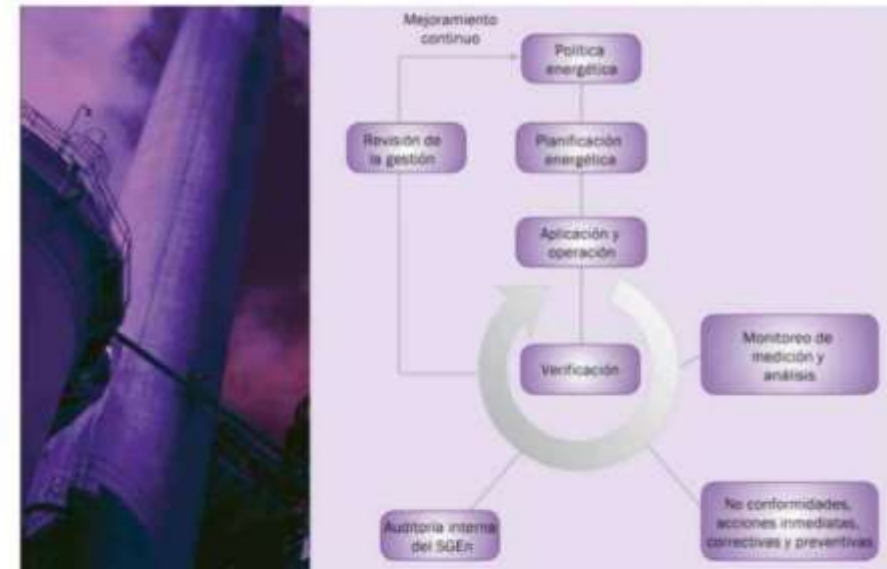 Mejoramiento
continuo
Política
energética
Revisión de
la gestión
Planificación
energética
Aplicación y
operación
Verificación
Monitoreo de
medición y
análisis
Auditoría interna
del SGEn
No conformidades,
acciones inmediatas,
correctivas y preventivas